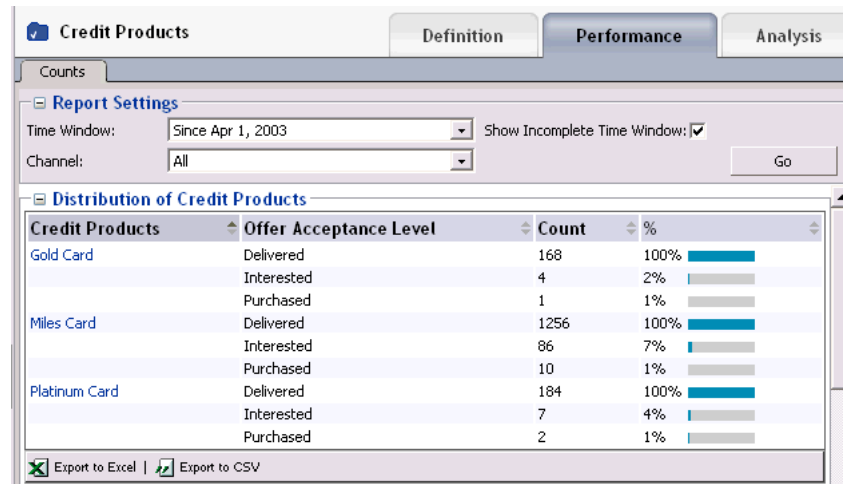 Credit Products Definition Performance Analysis
Counts
Report Settings
Time Window: Since Apr 1, 2003 Show Incomplete Time Window:
Channel: All Go
Distribution of Credit Products
Credit Products Offer Acceptance Level Count %
Gold Card Delivered 168 100%
Interested 4 2%
Purchased 1 1%
Miles Card Delivered 1256 100%
Interested 86 7%
Purchased 10 1%
Platinum Card Delivered 184 100%
Interested 7 4%
Purchased 2 1%
Export to Excel | Export to CSV